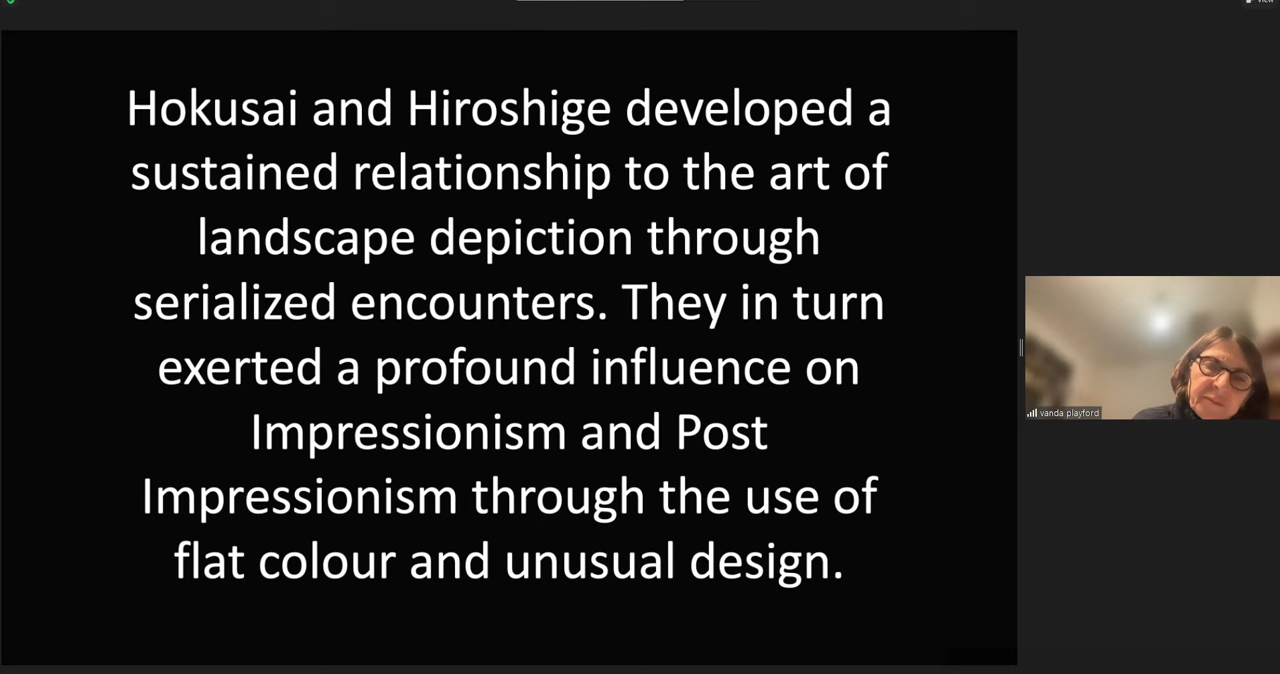 Hokusai and Hiroshige developed a
sustained relationship to the art of
landscape depiction through
serialized encounters. They in turn
exerted a profound influence on
Impressionism and Post
Impressionism through the use of
flat colour and unusual design.
vanda playford